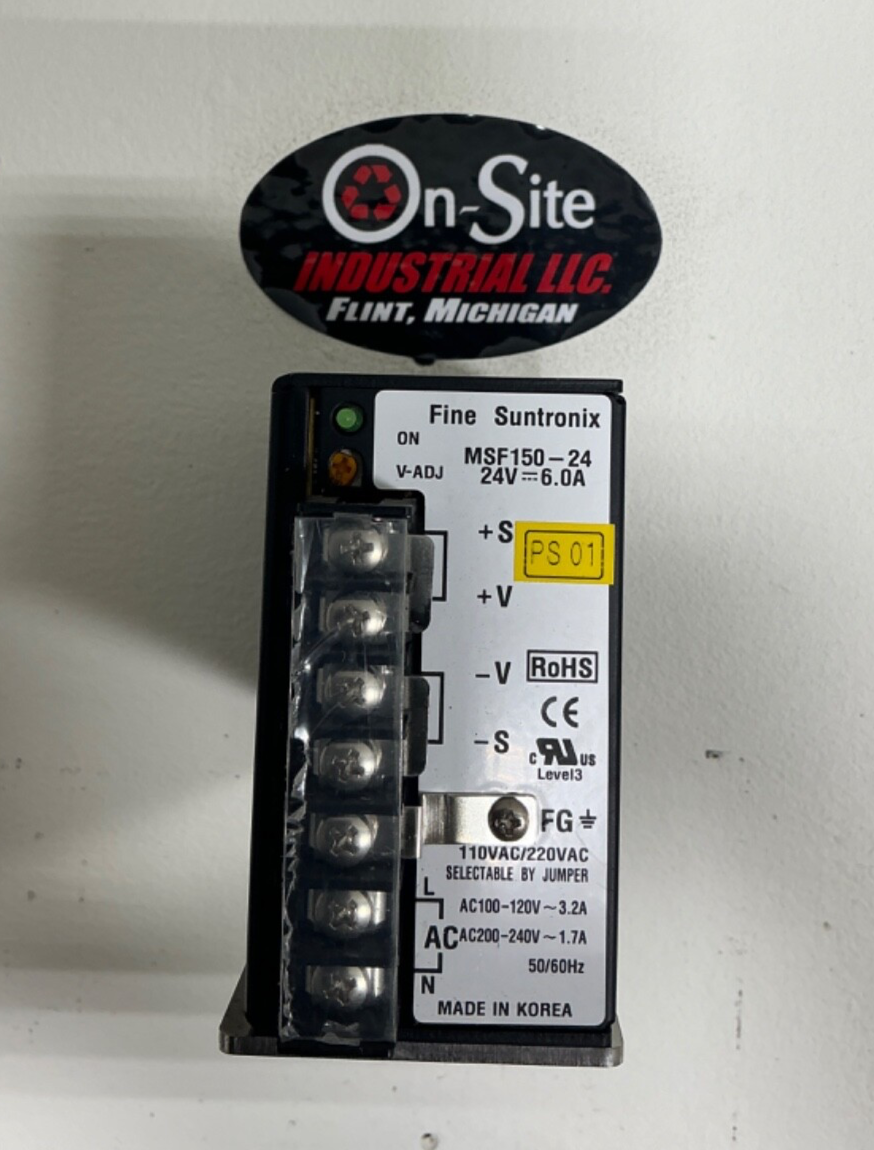 On-Site
INDUSTRIAL LLC.
FLINT, MICHIGAN
Fine Suntronix
ON
MSF150-24
V-ADJ
24V⎓6.0A
+S
PS 01
+V
-V
RoHS
CE
-S
c RU US
Level3
FG ⏚
110VAC/220VAC
SELECTABLE BY JUMPER
L
AC100-120V~3.2A
AC
AC200-240V~1.7A
50/60Hz
N
MADE IN KOREA